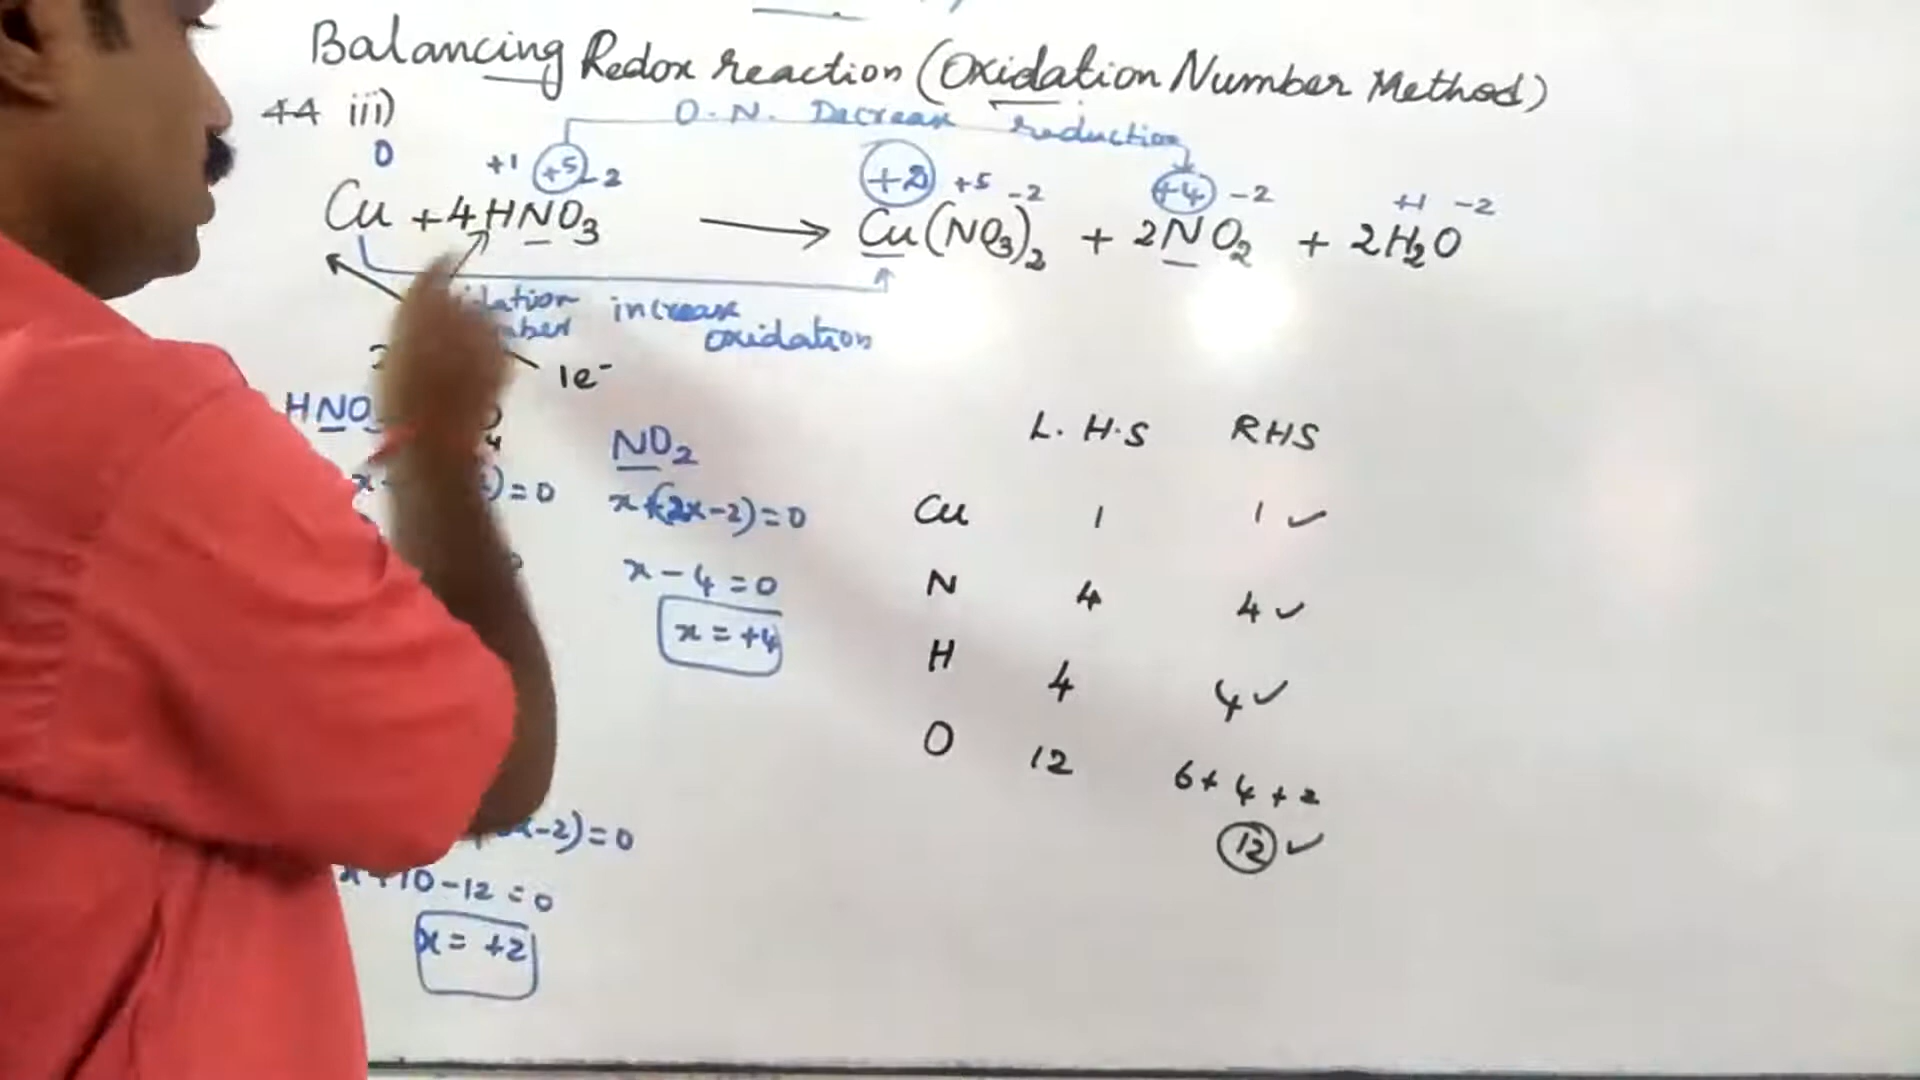 Balancing Redox reaction (Oxidation Number Method)
44 iii)
O.N. Decrease reduction
0 +1 +5 -2 +2 +5 -2 +4 -2 +1 -2
Cu + 4HNO3 → Cu(NO3)2 + 2NO2 + 2H2O
increase
oxidation
1e-
HNO
)=0
NO2
x+(2x-2)=0
x-4=0
x=+4
L.H.S RHS
Cu 1 1 ✓
N 4 4 ✓
H 4 4 ✓
O 12 6+4+2
12 ✓
x-2)=0
x+10-12=0
x=+2